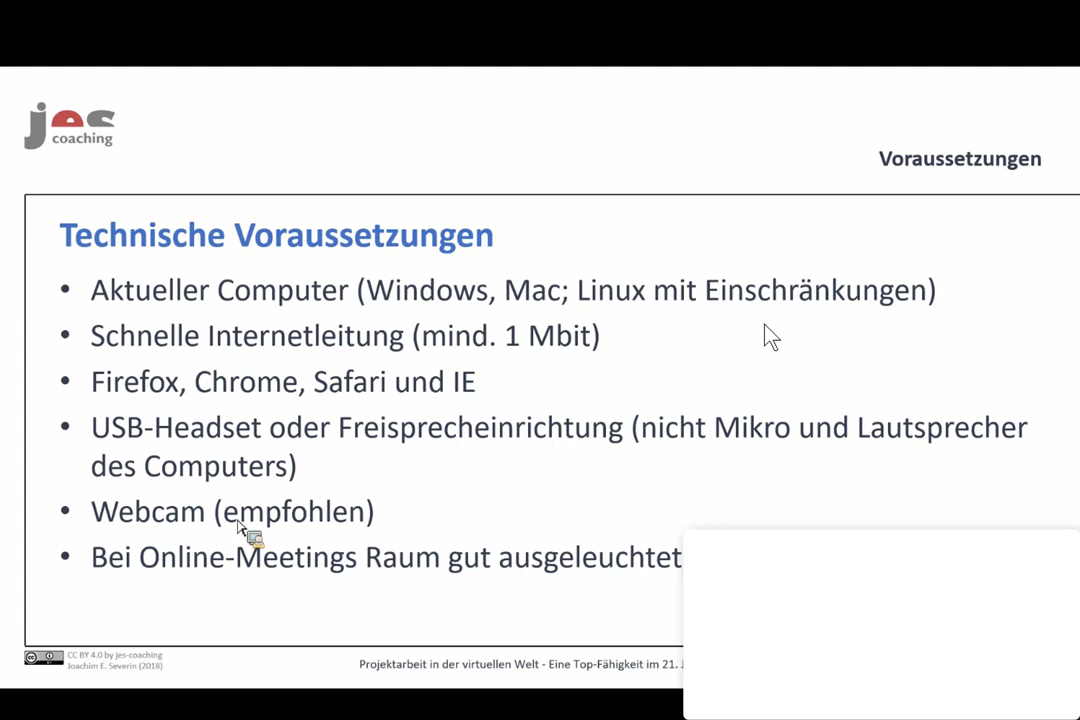 jes
coaching
Voraussetzungen
Technische Voraussetzungen
• Aktueller Computer (Windows, Mac; Linux mit Einschränkungen)
• Schnelle Internetleitung (mind. 1 Mbit)
• Firefox, Chrome, Safari und IE
• USB-Headset oder Freisprecheinrichtung (nicht Mikro und Lautsprecher
des Computers)
• Webcam (empfohlen)
• Bei Online-Meetings Raum gut ausgeleuchtet
CC BY 4.0 by jes-coaching
Joachim E. Severin (2018)
Projektarbeit in der virtuellen Welt - Eine Top-Fähigkeit im 21.